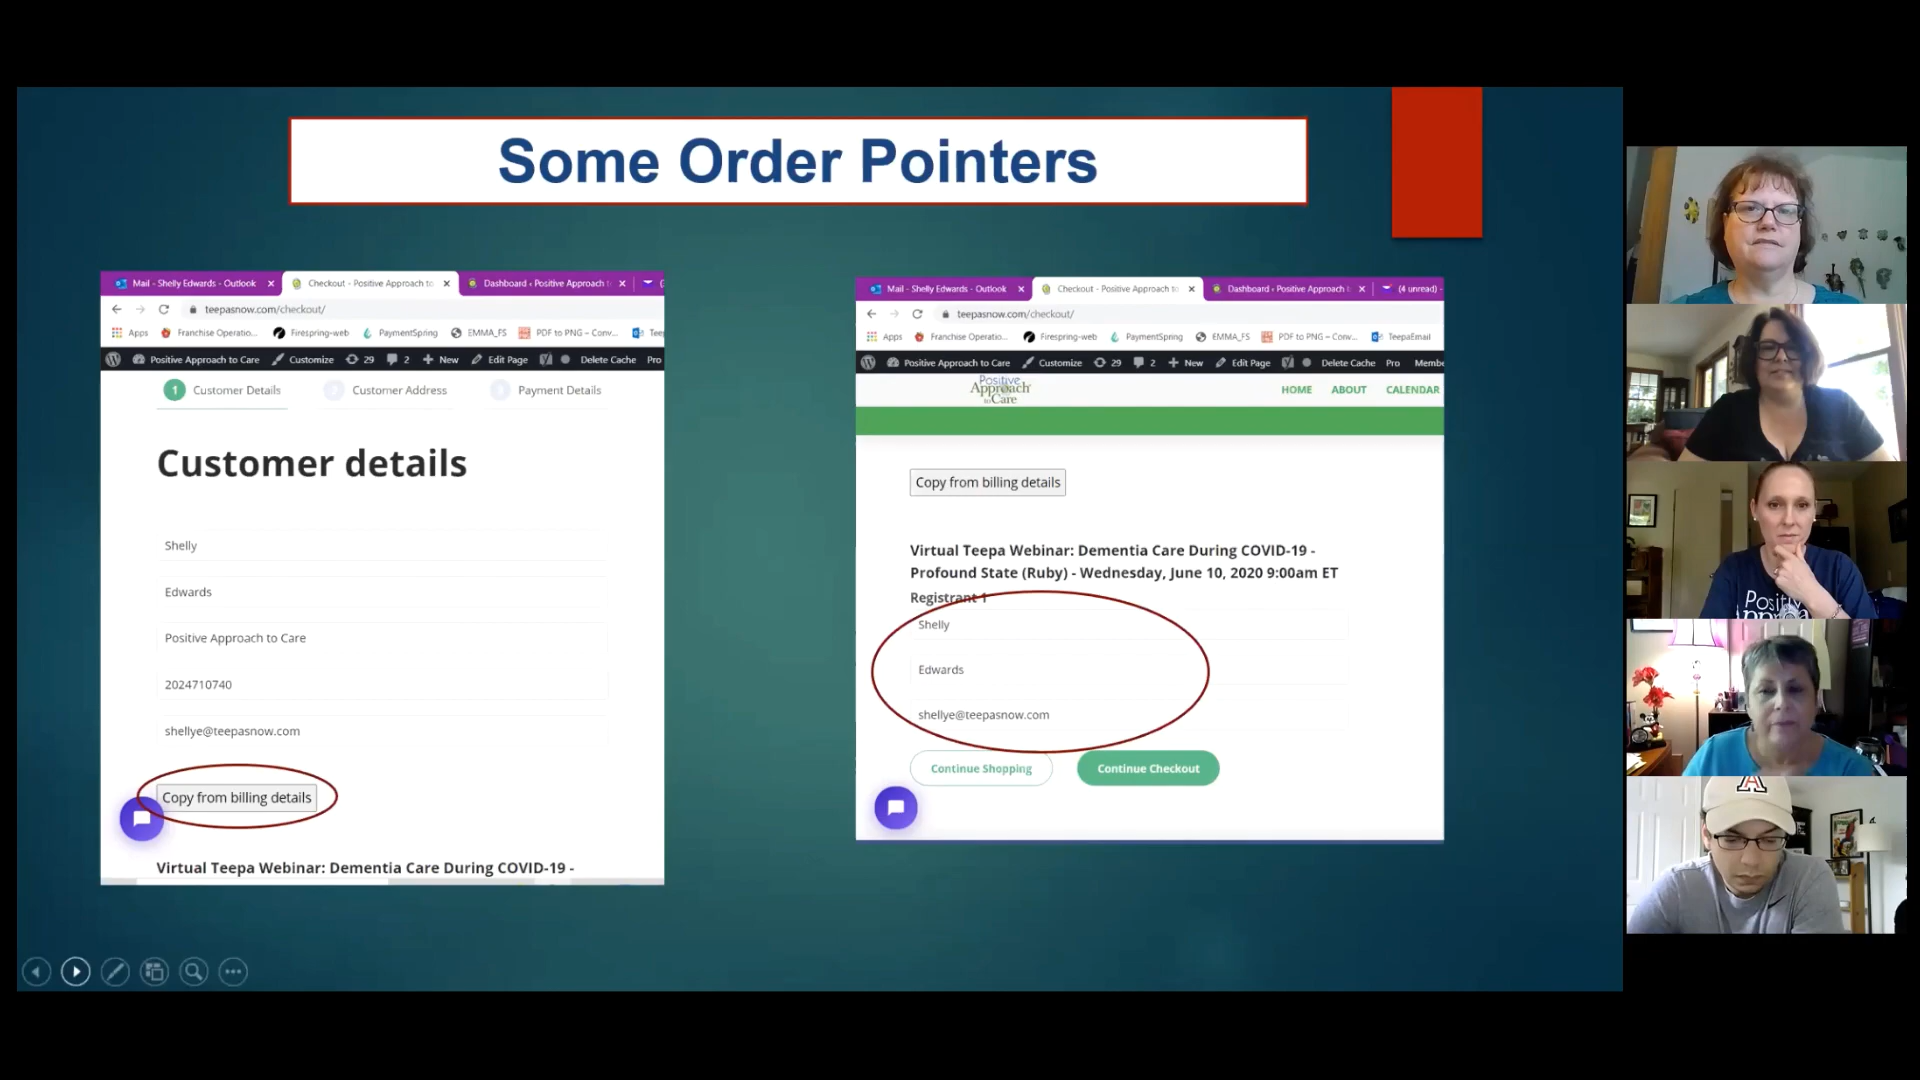 Some Order Pointers
Mail - Shelly Edwards - Outlook
Checkout - Positive Approach to
Dashboard ‹ Positive Approach
teepasnow.com/checkout/
Apps Franchise Operatio... Firespring-web PaymentSpring EMMA_FS PDF to PNG – Conv... Teep
Positive Approach to Care Customize 29 2 New Edit Page Delete Cache Pro
1 Customer Details Customer Address Payment Details
Customer details
Shelly
Edwards
Positive Approach to Care
2024710740
shellye@teepasnow.com
Copy from billing details
Virtual Teepa Webinar: Dementia Care During COVID-19 -
Mail - Shelly Edwards - Outlook
Checkout - Positive Approach to
Dashboard ‹ Positive Approach
(4 unread) -
teepasnow.com/checkout/
Apps Franchise Operatio... Firespring-web PaymentSpring EMMA_FS PDF to PNG – Conv... TeepaEmail
Positive Approach to Care Customize 29 2 New Edit Page Delete Cache Pro Membe
Positive
Approach
to Care
HOME ABOUT CALENDAR
Copy from billing details
Virtual Teepa Webinar: Dementia Care During COVID-19 -
Profound State (Ruby) - Wednesday, June 10, 2020 9:00am ET
Registrant 1
Shelly
Edwards
shellye@teepasnow.com
Continue Shopping
Continue Checkout
A